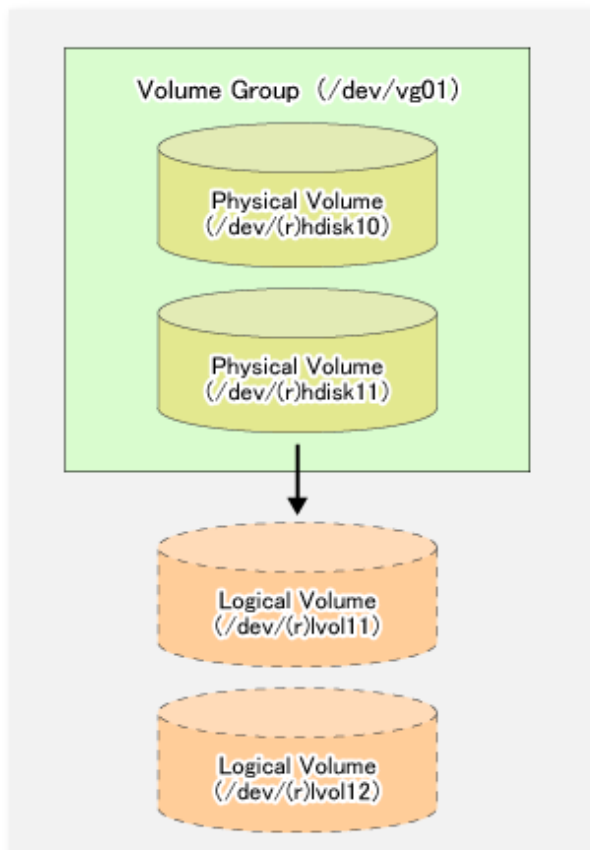 Volume Group (/dev/vg01)
Physical Volume
(/dev/(r)hdisk10)
Physical Volume
(/dev/(r)hdisk11)
Logical Volume
(/dev/(r)lvol11)
Logical Volume
(/dev/(r)lvol12)